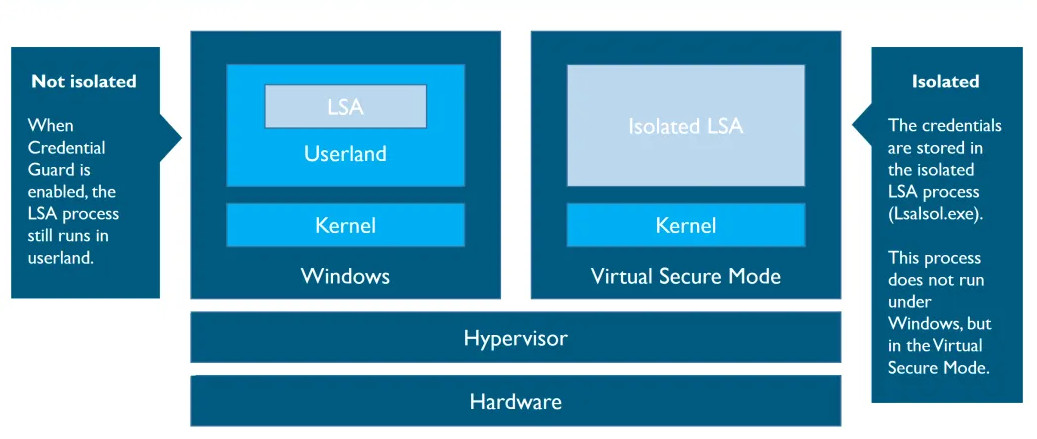 Not isolated
When
Credential
Guard is
enabled, the
LSA process
still runs in
userland.
LSA
Userland
Kernel
Windows
Isolated LSA
Kernel
Virtual Secure Mode
Hypervisor
Hardware
Isolated
The credentials
are stored in
the isolated
LSA process
(LsaIsol.exe).
This process
does not run
under
Windows, but
in the Virtual
Secure Mode.